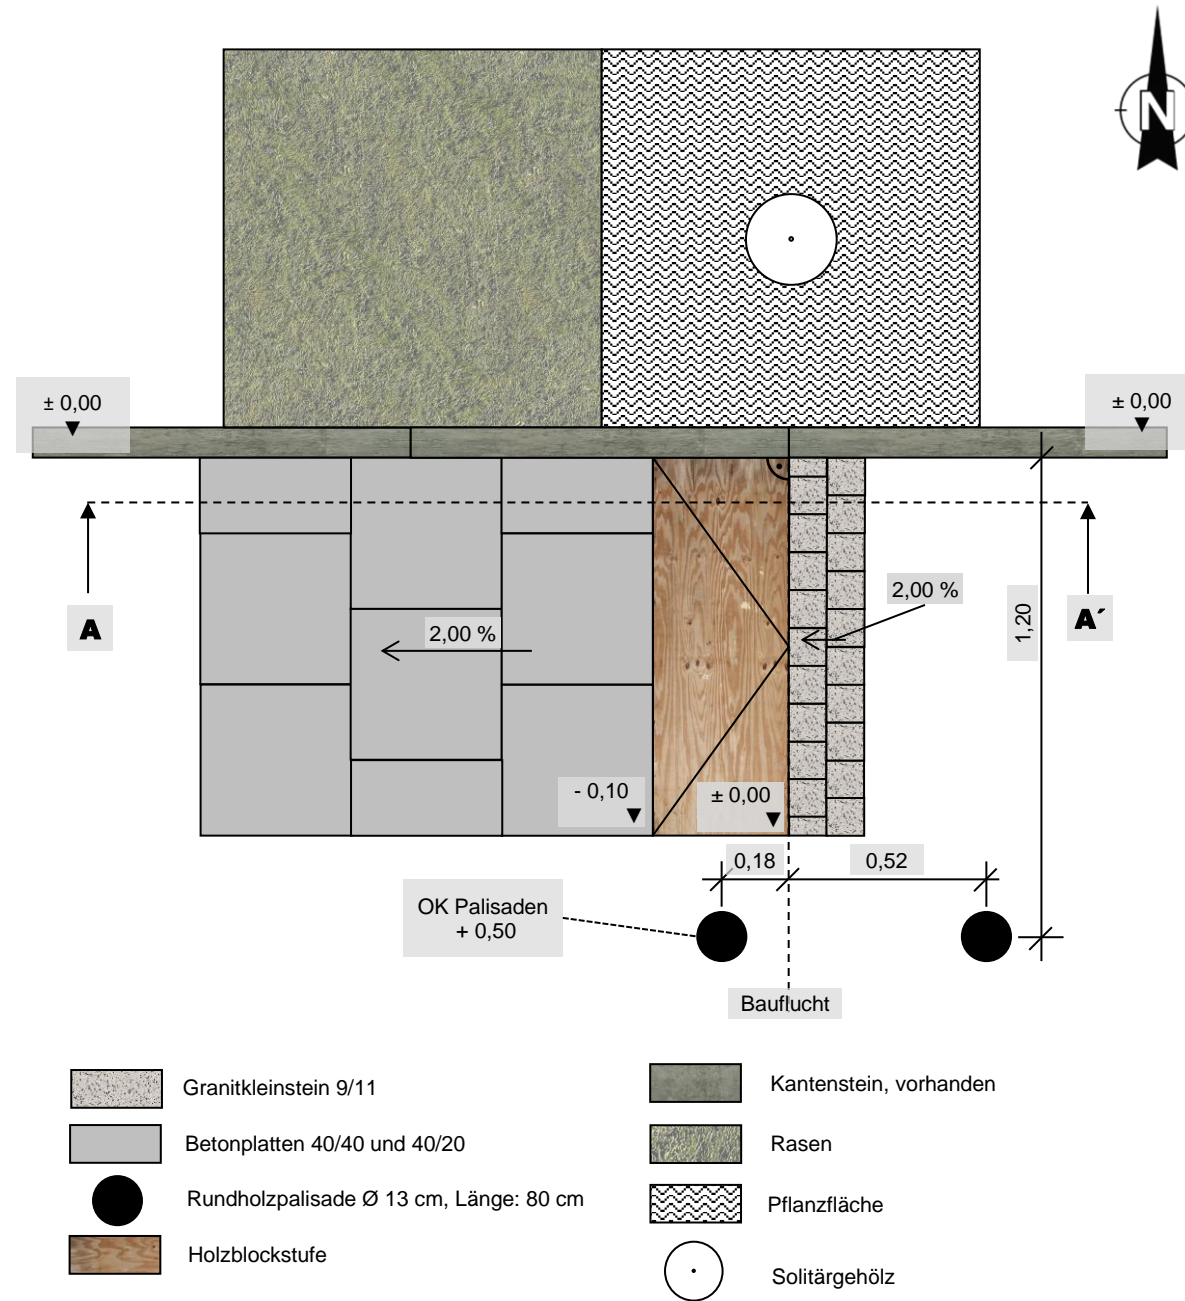 N
± 0,00
± 0,00
A
2,00 %
2,00 %
1,20
A´
- 0,10
± 0,00
0,18
0,52
OK Palisaden
+ 0,50
Bauflucht
Granitkleinstein 9/11
Betonplatten 40/40 und 40/20
Rundholzpalisade Ø 13 cm, Länge: 80 cm
Holzblockstufe
Kantenstein, vorhanden
Rasen
Pflanzfläche
Solitärgehölz